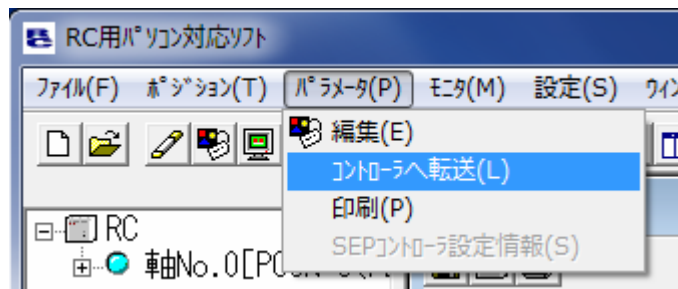 RC用ﾊﾟｿｺﾝ対応ｿﾌﾄ
ﾌｧｲﾙ(F) ﾎﾟｼﾞｼｮﾝ(T) ﾊﾟﾗﾒｰﾀ(P) ﾓﾆﾀ(M) 設定(S)
編集(E)
ｺﾝﾄﾛｰﾗへ転送(L)
印刷(P)
SEPｺﾝﾄﾛｰﾗ設定情報(S)
RC
軸No.0